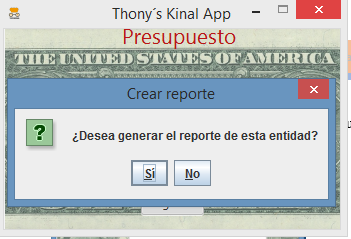 Thony´s Kinal App
Presupuesto
THE UNITED STATES OF AMERICA
Crear reporte
¿Desea generar el reporte de esta entidad?
Sí No